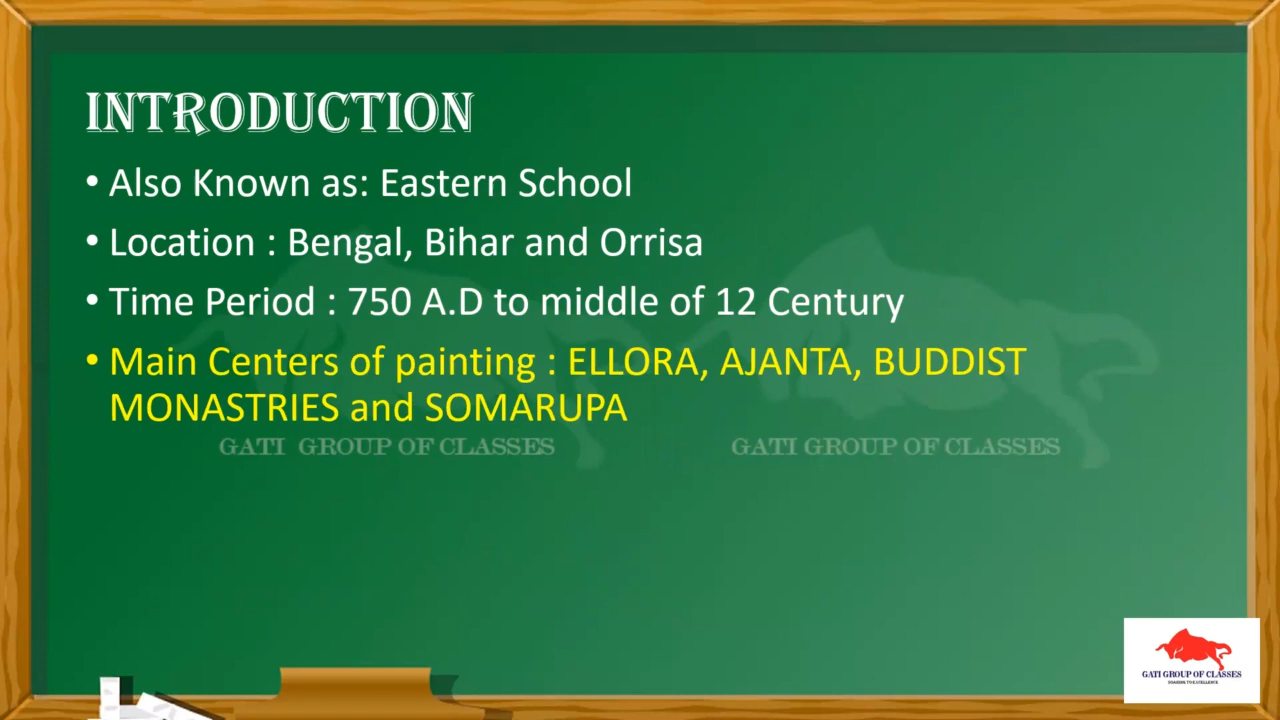 INTRODUCTION
• Also Known as: Eastern School
• Location : Bengal, Bihar and Orrisa
• Time Period : 750 A.D to middle of 12 Century
• Main Centers of painting : ELLORA, AJANTA, BUDDIST
MONASTRIES and SOMARUPA
GATI GROUP OF CLASSES
GATI GROUP OF CLASSES
GATI GROUP OF CLASSES